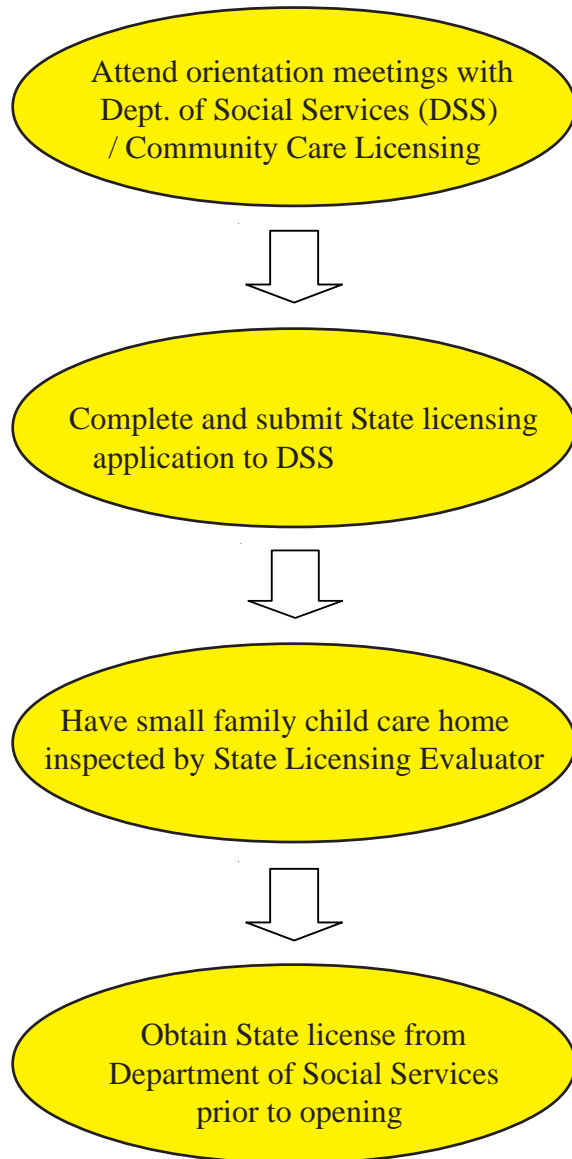 Attend orientation meetings with
Dept. of Social Services (DSS)
/ Community Care Licensing
Complete and submit State licensing
application to DSS
Have small family child care home
inspected by State Licensing Evaluator
Obtain State license from
Department of Social Services
prior to opening